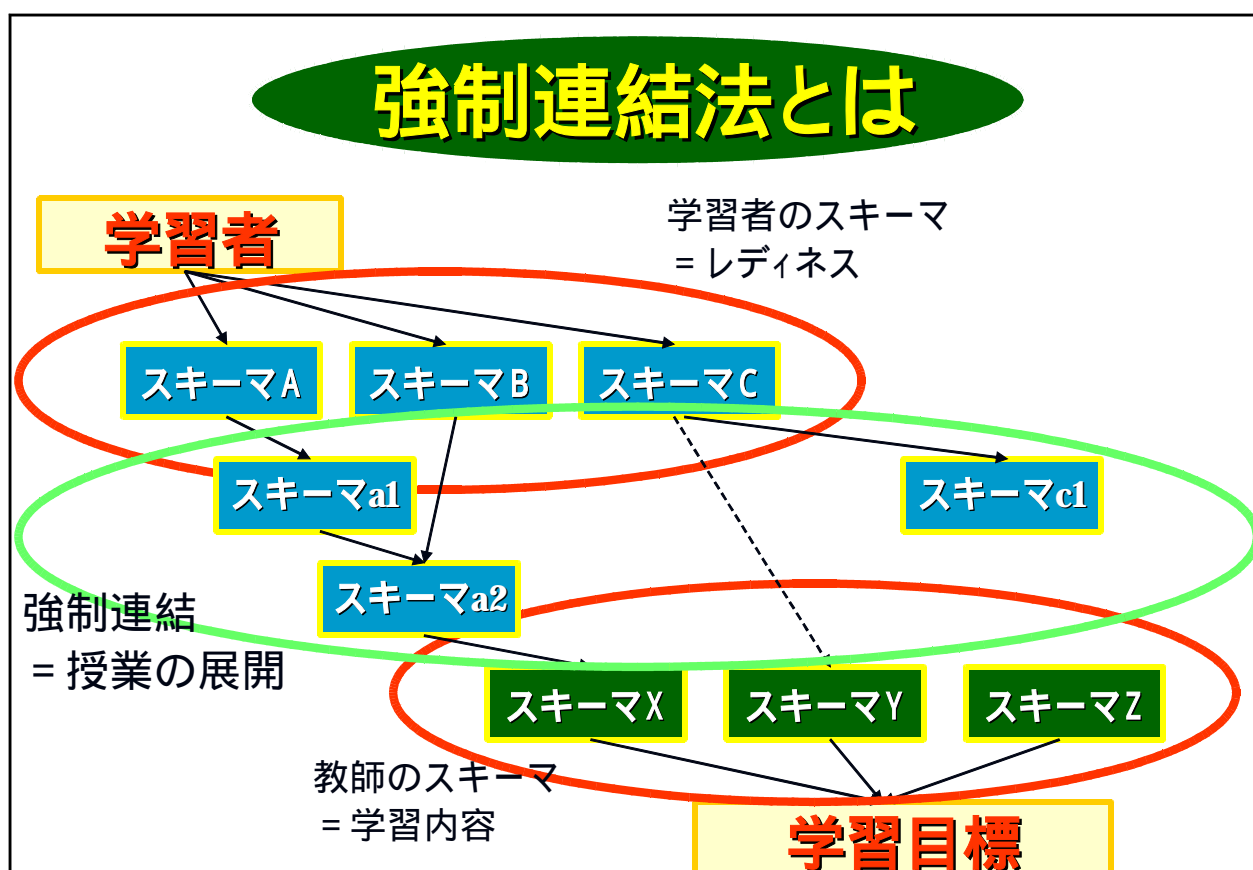 強制連結法とは
学習者
学習者のスキーマ
= レディネス
スキーマA
スキーマB
スキーマC
スキーマa1
スキーマc1
スキーマa2
強制連結
= 授業の展開
スキーマX
スキーマY
スキーマZ
教師のスキーマ
= 学習内容
学習目標